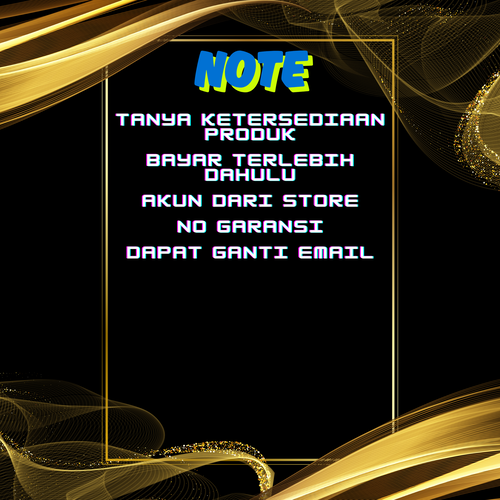 NOTE
TANYA KETERSEDIAAN
PRODUK
BAYAR TERLEBIH
DAHULU
AKUN DARI STORE
NO GARANSI
DAPAT GANTI EMAIL